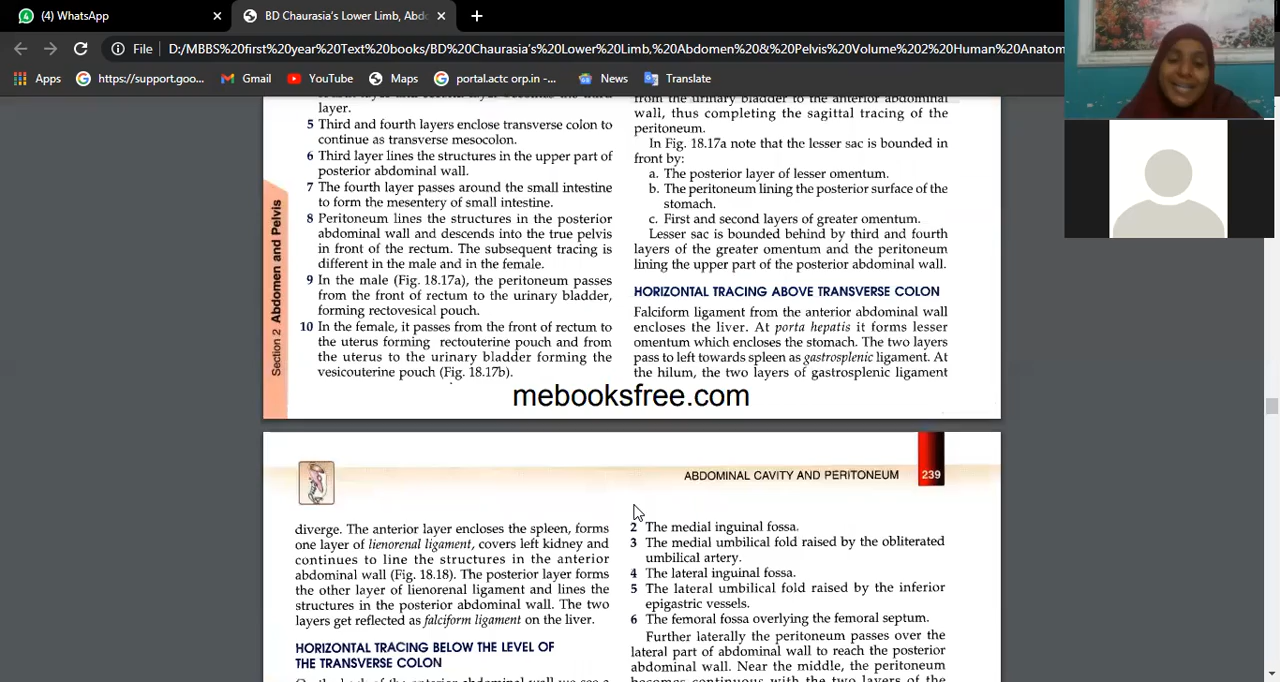 (4) WhatsApp
BD Chaurasia's Lower Limb, Abdo
File
D:/MBBS%20first%20year%20Text%20books/BD%20Chaurasia's%20Lower%20Limb,%20Abdomen%20&%20Pelvis%20Volume%202%20Human%20Anatom
Apps
https://support.goo...
Gmail
YouTube
Maps
portal.actc orp.in -...
News
Translate
layer.
5 Third and fourth layers enclose transverse colon to
continue as transverse mesocolon.
6 Third layer lines the structures in the upper part of
posterior abdominal wall.
7 The fourth layer passes around the small intestine
to form the mesentery of small intestine.
8 Peritoneum lines the structures in the posterior
abdominal wall and descends into the true pelvis
in front of the rectum. The subsequent tracing is
different in the male and in the female.
9 In the male (Fig. 18.17a), the peritoneum passes
from the front of rectum to the urinary bladder,
forming rectovesical pouch.
10 In the female, it passes from the front of rectum to
the uterus forming rectouterine pouch and from
the uterus to the urinary bladder forming the
vesicouterine pouch (Fig. 18.17b).
Section 2 Abdomen and Pelvis
from the urinary bladder to the anterior abdominal
wall, thus completing the sagittal tracing of the
peritoneum.
In Fig. 18.17a note that the lesser sac is bounded in
front by:
a. The posterior layer of lesser omentum.
b. The peritoneum lining the posterior surface of the
stomach.
c. First and second layers of greater omentum.
Lesser sac is bounded behind by third and fourth
layers of the greater omentum and the peritoneum
lining the upper part of the posterior abdominal wall.
HORIZONTAL TRACING ABOVE TRANSVERSE COLON
Falciform ligament from the anterior abdominal wall
encloses the liver. At porta hepatis it forms lesser
omentum which encloses the stomach. The two layers
pass to left towards spleen as gastrosplenic ligament. At
the hilum, the two layers of gastrosplenic ligament
mebooksfree.com
ABDOMINAL CAVITY AND PERITONEUM
239
diverge. The anterior layer encloses the spleen, forms
one layer of lienorenal ligament, covers left kidney and
continues to line the structures in the anterior
abdominal wall (Fig. 18.18). The posterior layer forms
the other layer of lienorenal ligament and lines the
structures in the posterior abdominal wall. The two
layers get reflected as falciform ligament on the liver.
HORIZONTAL TRACING BELOW THE LEVEL OF
THE TRANSVERSE COLON
2 The medial inguinal fossa.
3 The medial umbilical fold raised by the obliterated
umbilical artery.
4 The lateral inguinal fossa.
5 The lateral umbilical fold raised by the inferior
epigastric vessels.
6 The femoral fossa overlying the femoral septum.
Further laterally the peritoneum passes over the
lateral part of abdominal wall to reach the posterior
abdominal wall. Near the middle, the peritoneum
becomes continuous with the two layers of the